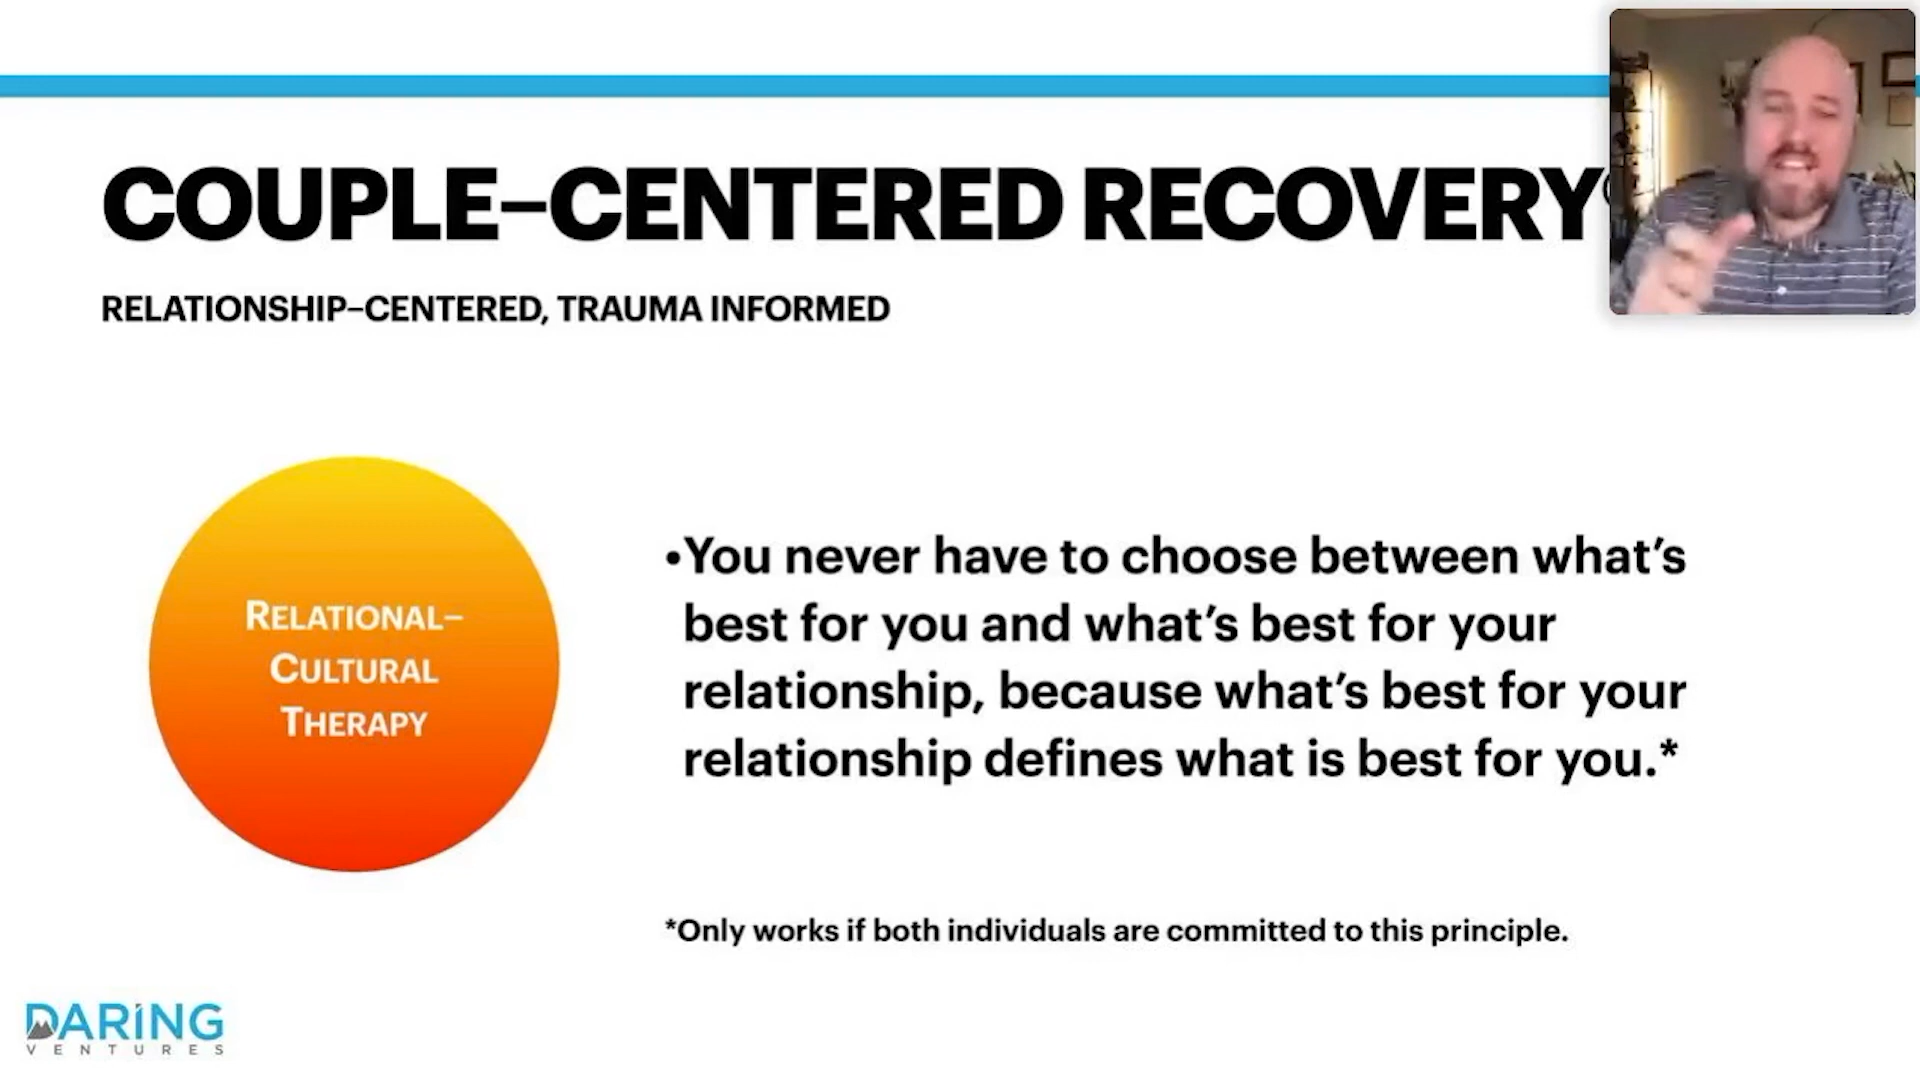 COUPLE–CENTERED RECOVERY
RELATIONSHIP–CENTERED, TRAUMA INFORMED
RELATIONAL–
CULTURAL
THERAPY
•You never have to choose between what’s
best for you and what’s best for your
relationship, because what’s best for your
relationship defines what is best for you.*
*Only works if both individuals are committed to this principle.
DARING
VENTURES